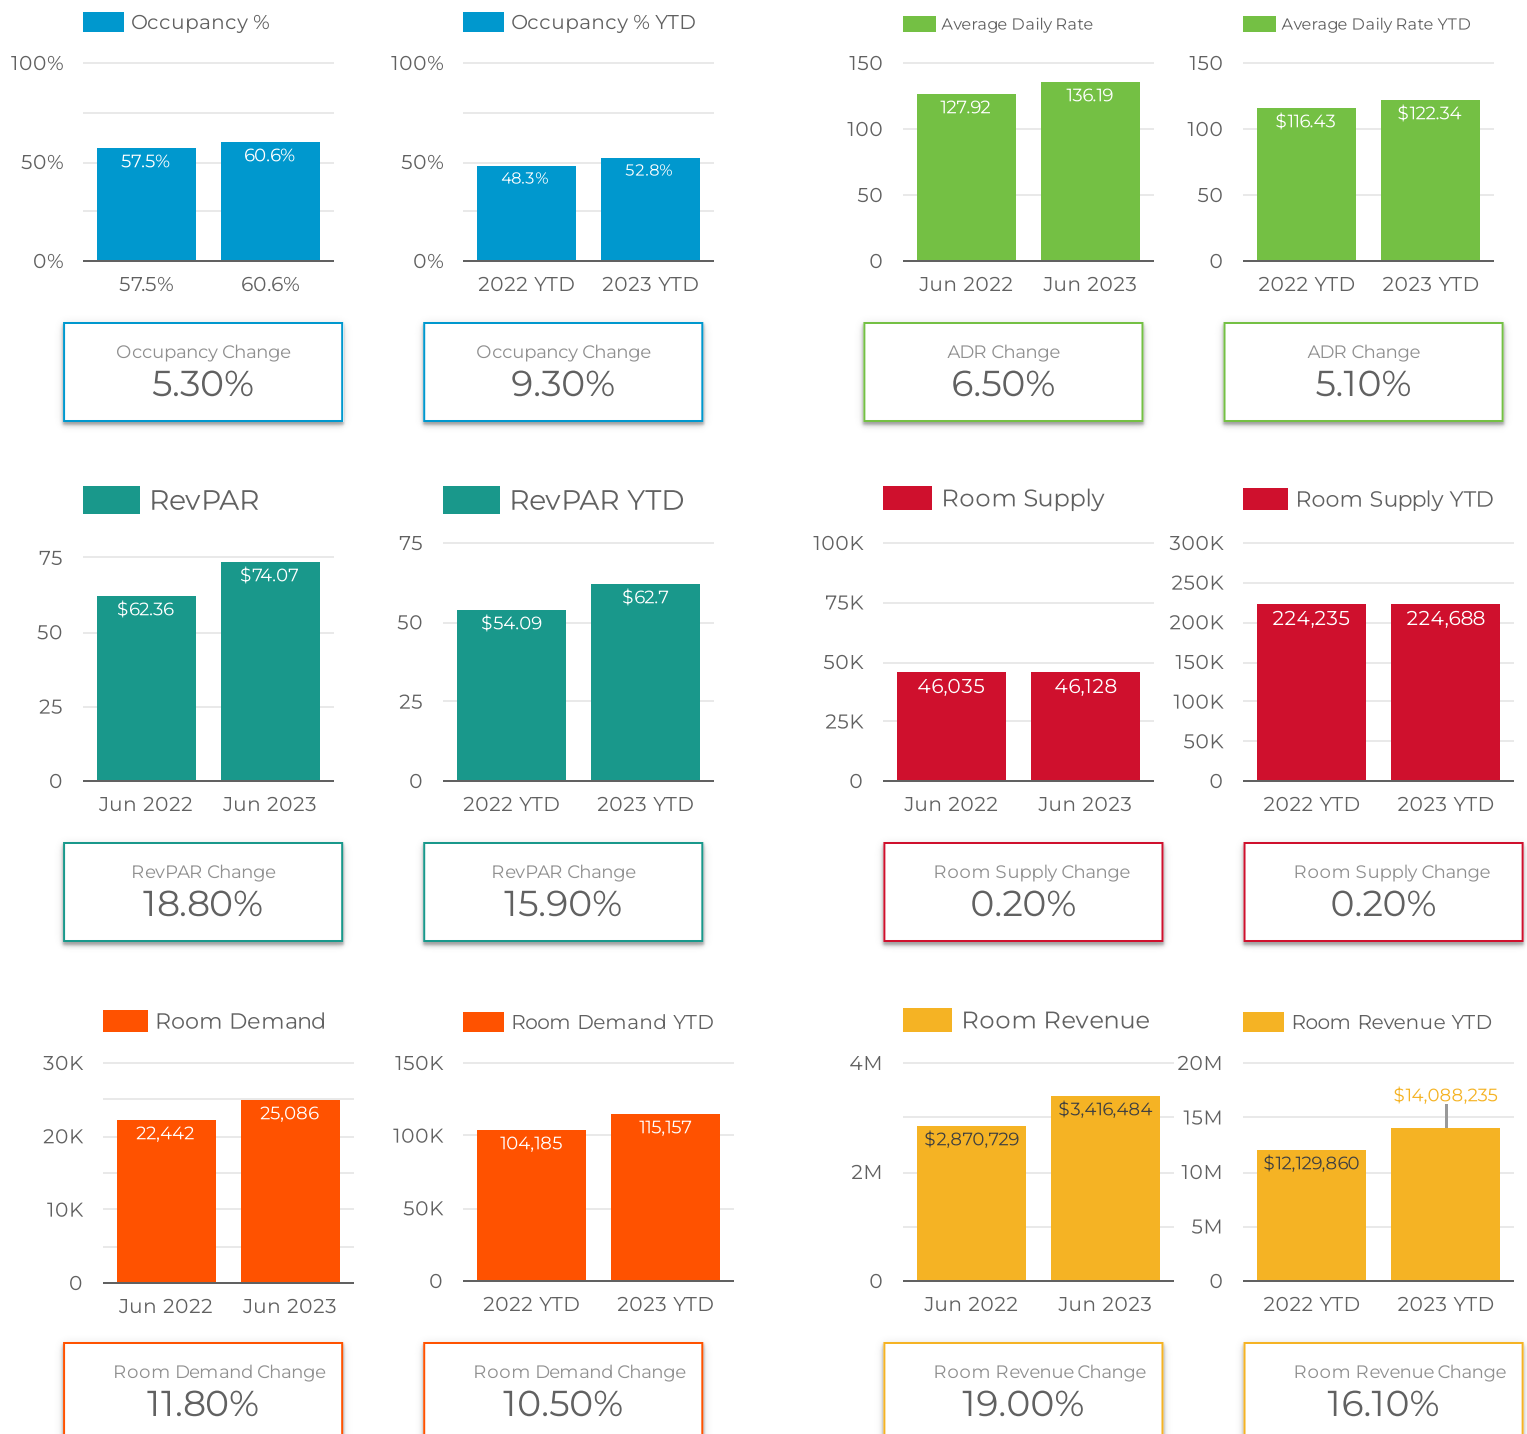 Occupancy %
100%
50%
0%
57.5%
60.6%
57.5%
60.6%
Occupancy Change
5.30%
Occupancy % YTD
100%
50%
0%
48.3%
52.8%
2022 YTD
2023 YTD
Occupancy Change
9.30%
Average Daily Rate
150
100
50
0
127.92
136.19
Jun 2022
Jun 2023
ADR Change
6.50%
Average Daily Rate YTD
150
100
50
0
$116.43
$122.34
2022 YTD
2023 YTD
ADR Change
5.10%
RevPAR
75
50
25
0
$62.36
$74.07
Jun 2022
Jun 2023
RevPAR Change
18.80%
RevPAR YTD
75
50
25
0
$54.09
$62.7
2022 YTD
2023 YTD
RevPAR Change
15.90%
Room Supply
100K
75K
50K
25K
0
46,035
46,128
Jun 2022
Jun 2023
Room Supply Change
0.20%
Room Supply YTD
300K
250K
200K
150K
100K
50K
0
224,235
224,688
2022 YTD
2023 YTD
Room Supply Change
0.20%
Room Demand
30K
20K
10K
0
22,442
25,086
Jun 2022
Jun 2023
Room Demand Change
11.80%
Room Demand YTD
150K
100K
50K
0
104,185
115,157
2022 YTD
2023 YTD
Room Demand Change
10.50%
Room Revenue
4M
2M
0
$2,870,729
$3,416,484
Jun 2022
Jun 2023
Room Revenue Change
19.00%
Room Revenue YTD
20M
15M
10M
5M
0
$12,129,860
$14,088,235
2022 YTD
2023 YTD
Room Revenue Change
16.10%